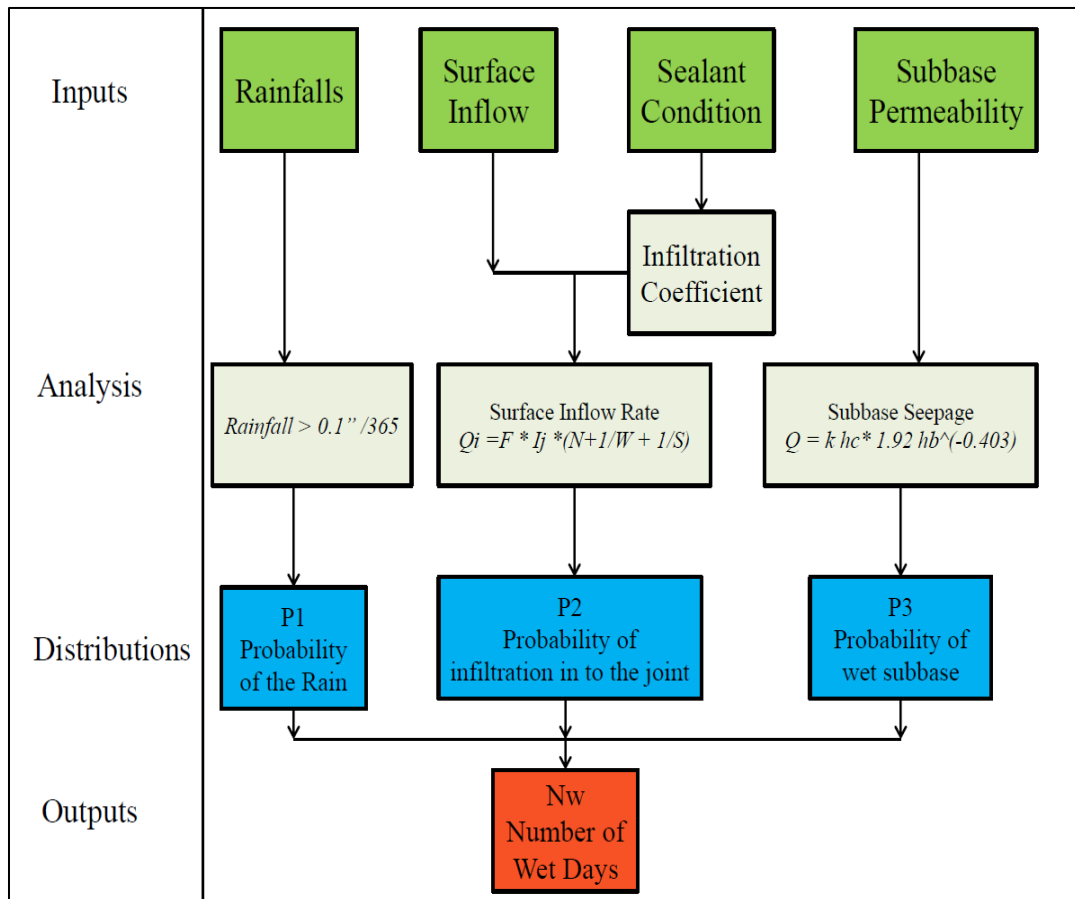 Inputs
Rainfalls
Surface
Inflow
Sealant
Condition
Subbase
Permeability
Infiltration
Coefficient
Analysis
Rainfall > 0.1” /365
Surface Inflow Rate
Qi =F * Ij *(N+1/W + 1/S)
Subbase Seepage
Q = k hc* 1.92 hb^(-0.403)
Distributions
P1
Probability
of the Rain
P2
Probability of
infiltration in to the joint
P3
Probability of
wet subbase
Outputs
Nw
Number of
Wet Days